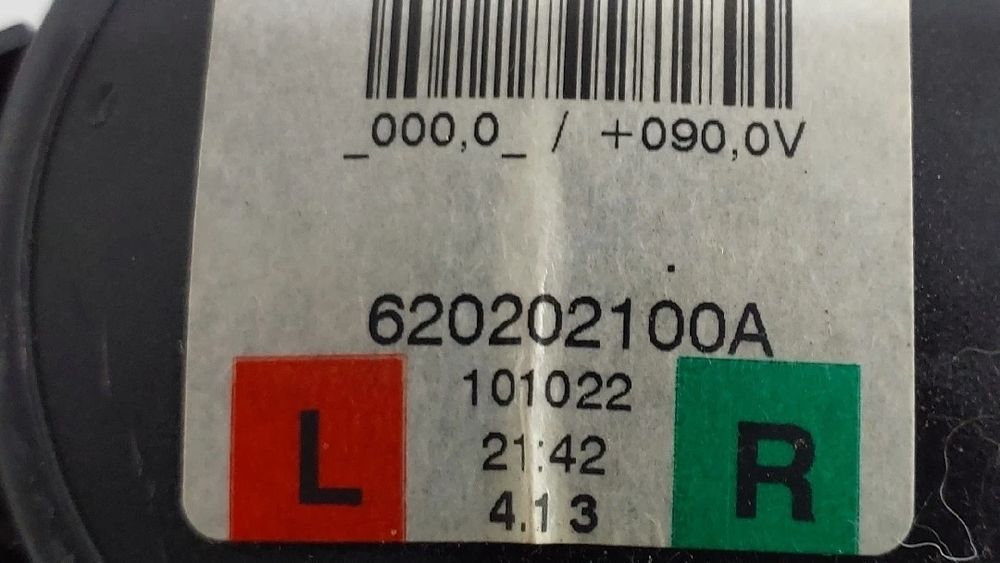 _000,0_ / +090,0V
620202100A
101022
L R
21:42
4.13